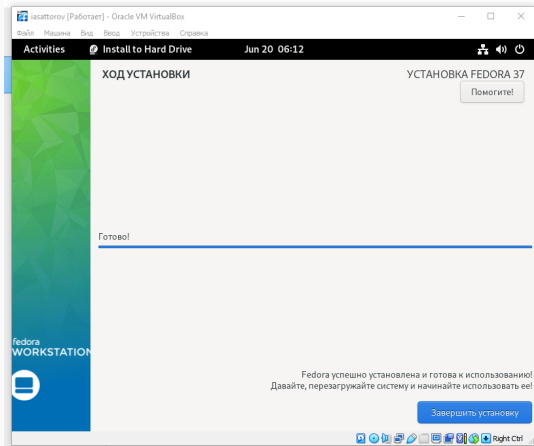 iasattorov [Работает] - Oracle VM VirtualBox
Файл Машина Вид Ввод Устройства Справка
Activities Install to Hard Drive Jun 20 06:12
ХОД УСТАНОВКИ УСТАНОВКА FEDORA 37
Помогите!
Готово!
fedora
WORKSTATION
Fedora успешно установлена и готова к использованию!
Давайте, перезагружайте систему и начинайте использовать ее!
Завершить установку
Right Ctrl